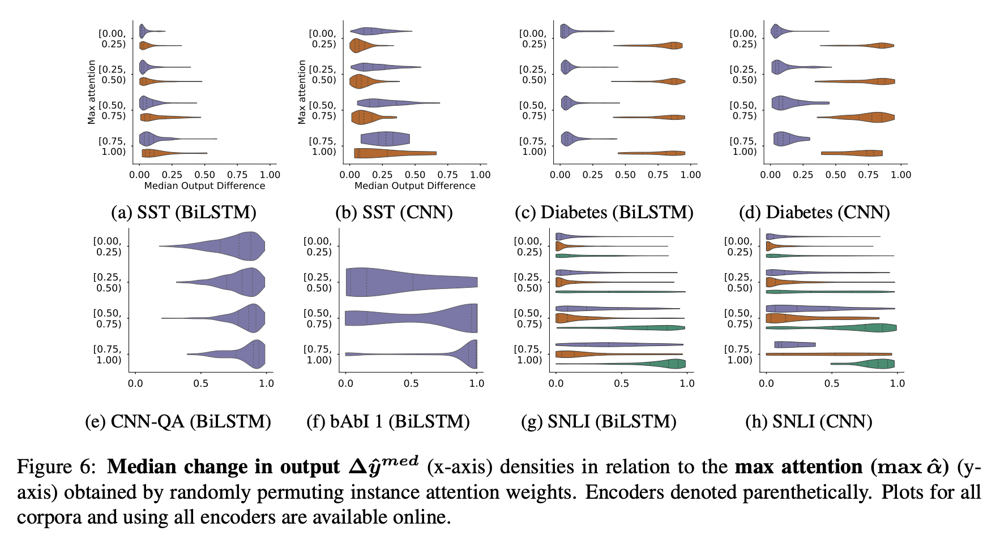 Max attention
[0.00,
0.25)
[0.25,
0.50)
[0.50,
0.75)
[0.75,
1.00)
0.00 0.25 0.50 0.75 1.00
Median Output Difference
(a) SST (BiLSTM)
Max attention
[0.00,
0.25)
[0.25,
0.50)
[0.50,
0.75)
[0.75,
1.00)
0.00 0.25 0.50 0.75 1.00
Median Output Difference
(b) SST (CNN)
[0.00,
0.25)
[0.25,
0.50)
[0.50,
0.75)
[0.75,
1.00)
0.00 0.25 0.50 0.75 1.00
(c) Diabetes (BiLSTM)
[0.00,
0.25)
[0.25,
0.50)
[0.50,
0.75)
[0.75,
1.00)
0.00 0.25 0.50 0.75 1.00
(d) Diabetes (CNN)
[0.00,
0.25)
[0.25,
0.50)
[0.50,
0.75)
[0.75,
1.00)
0.0 0.5 1.0
(e) CNN-QA (BiLSTM)
[0.00,
0.25)
[0.25,
0.50)
[0.50,
0.75)
[0.75,
1.00)
0.0 0.5 1.0
(f) bAbI 1 (BiLSTM)
[0.00,
0.25)
[0.25,
0.50)
[0.50,
0.75)
[0.75,
1.00)
0.0 0.5 1.0
(g) SNLI (BiLSTM)
[0.00,
0.25)
[0.25,
0.50)
[0.50,
0.75)
[0.75,
1.00)
0.0 0.5 1.0
(h) SNLI (CNN)
Figure 6: Median change in output Δŷ^med (x-axis) densities in relation to the max attention (max α̂) (y-
axis) obtained by randomly permuting instance attention weights. Encoders denoted parenthetically. Plots for all
corpora and using all encoders are available online.